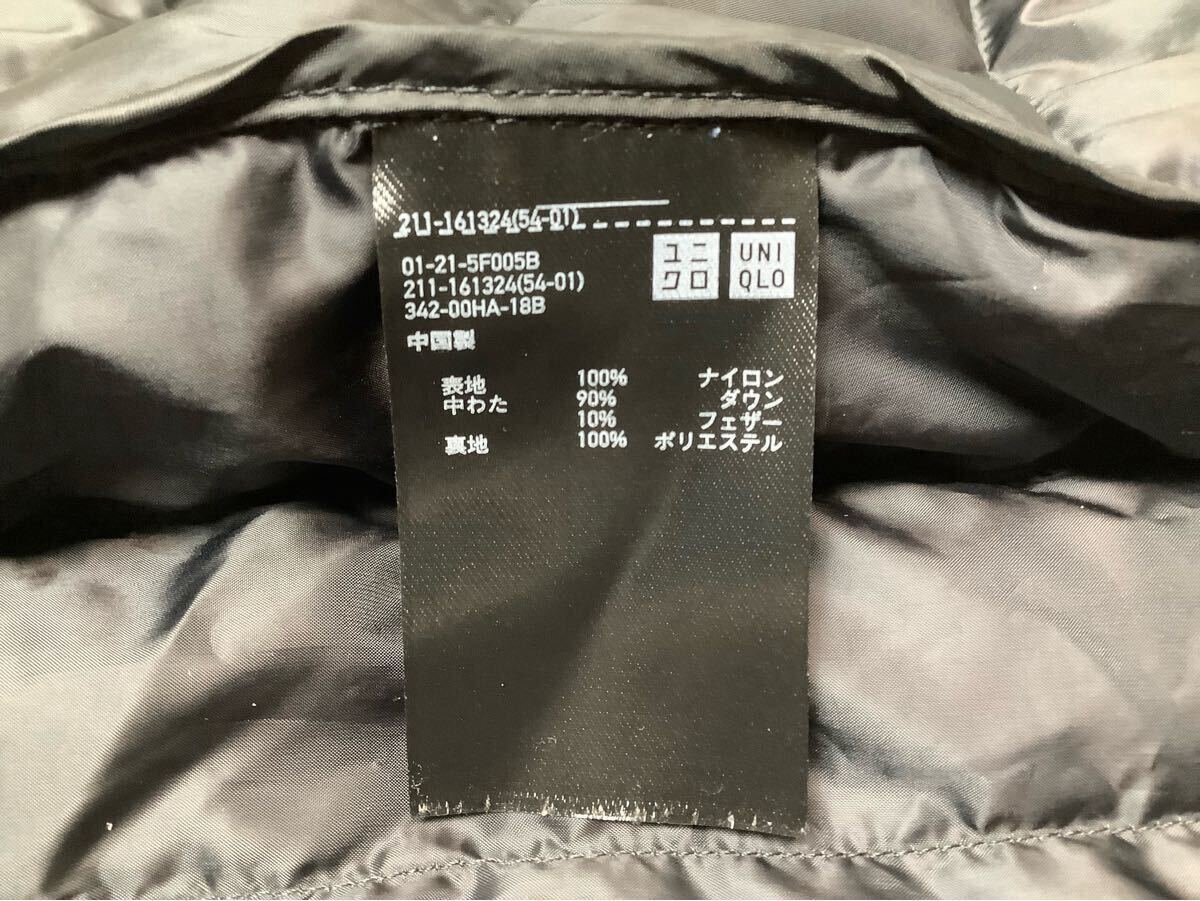 211-161324(54-01)
01-21-5F005B
211-161324(54-01)
342-00HA-18B
中国製
ユニ
クロ
UNI
QLO
表地 100% ナイロン
中わた 90% ダウン
10% フェザー
裏地 100% ポリエステル